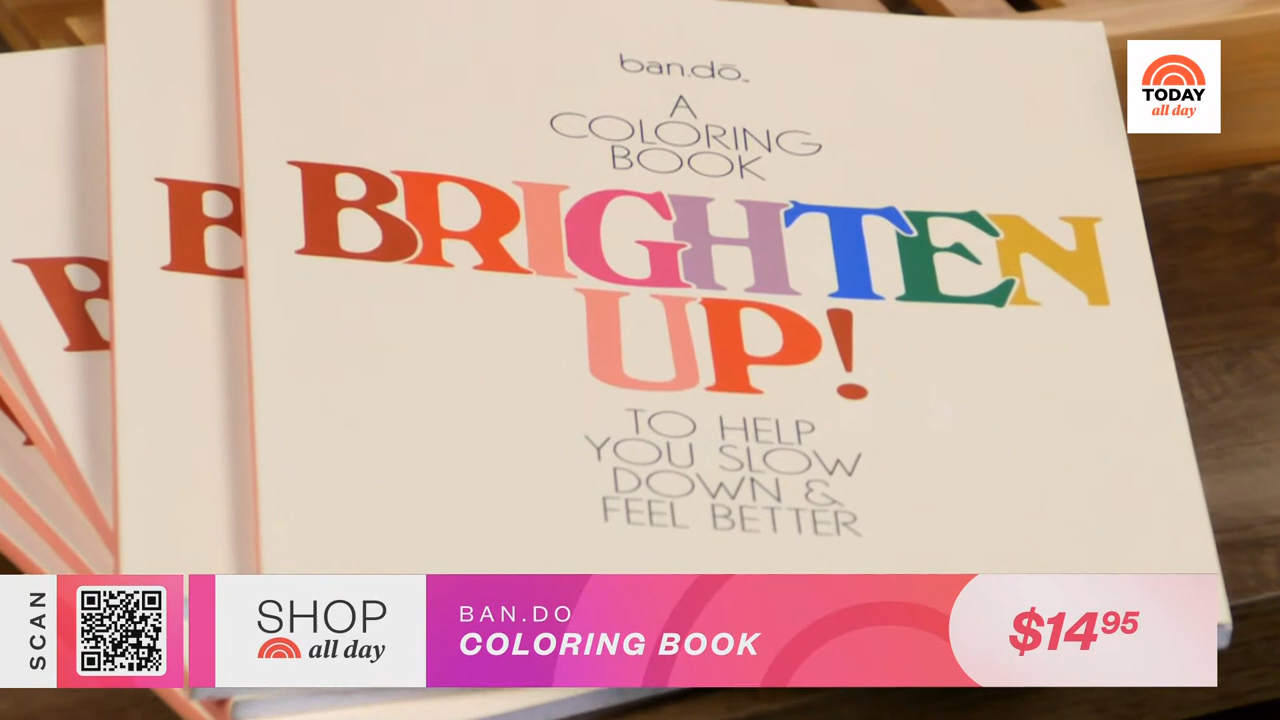 ban.dō
A
COLORING
BOOK
BRIGHTEN
UP!
TO HELP
YOU SLOW
DOWN &
FEEL BETTER
B
B
TODAY
all day
SCAN
SHOP
all day
BAN.DO
COLORING BOOK
$14.95